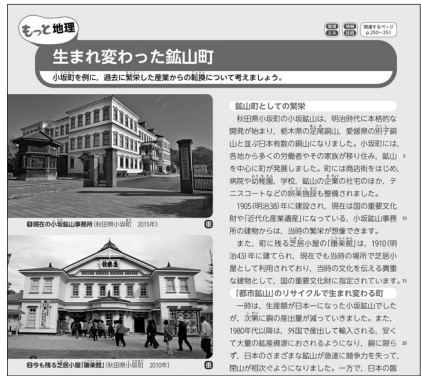 もっと地理
関連するページ
p.250~251
生まれ変わった鉱山町
小坂町を例に、過去に繁栄した産業からの転換について考えましょう。
1現在の小坂鉱山事務所(秋田県小坂町 2015年)
2今も残る芝居小屋「康楽館」(秋田県小坂町 2010年)
鉱山町としての繁栄
秋田県小坂町の小坂鉱山は、明治時代に本格的な
開発が始まり、栃木県の足尾銅山、愛媛県の別子銅
山と並ぶ日本有数の銅山になりました。小坂町には、
各地から多くの労働者やその家族が移り住み、鉱山 5
を中心に町が発展しました。町には商店街をはじめ、
病院や幼稚園、学校、鉱山の企業の社宅のほか、テ
ニスコートなどの娯楽施設も整備されました。
1905(明治38)年に建設され、現在は国の重要文化
財や「近代化産業遺産」になっている、小坂鉱山事務 10
所の建物からは、当時の繁栄が想像できます。
また、町に残る芝居小屋の「康楽館」は、1910(明
治43)年に建てられ、現在でも当時の場所で芝居小
屋として利用されており、当時の文化を伝える貴重
な建物として、国の重要文化財に指定されています。 15
「都市鉱山」のリサイクルで生まれ変わる町
一時は、生産額が日本一になった小坂鉱山でした
が、次第に銅の産出量が減っていきました。また、
1980年代以降は、外国で産出して輸入される、安く
て大量の鉱産資源におされるようになり、銅に限ら 20
ず、日本のさまざまな鉱山が急速に競争力を失って、
閉山が相次ぐようになりました。一方で、日本の臨